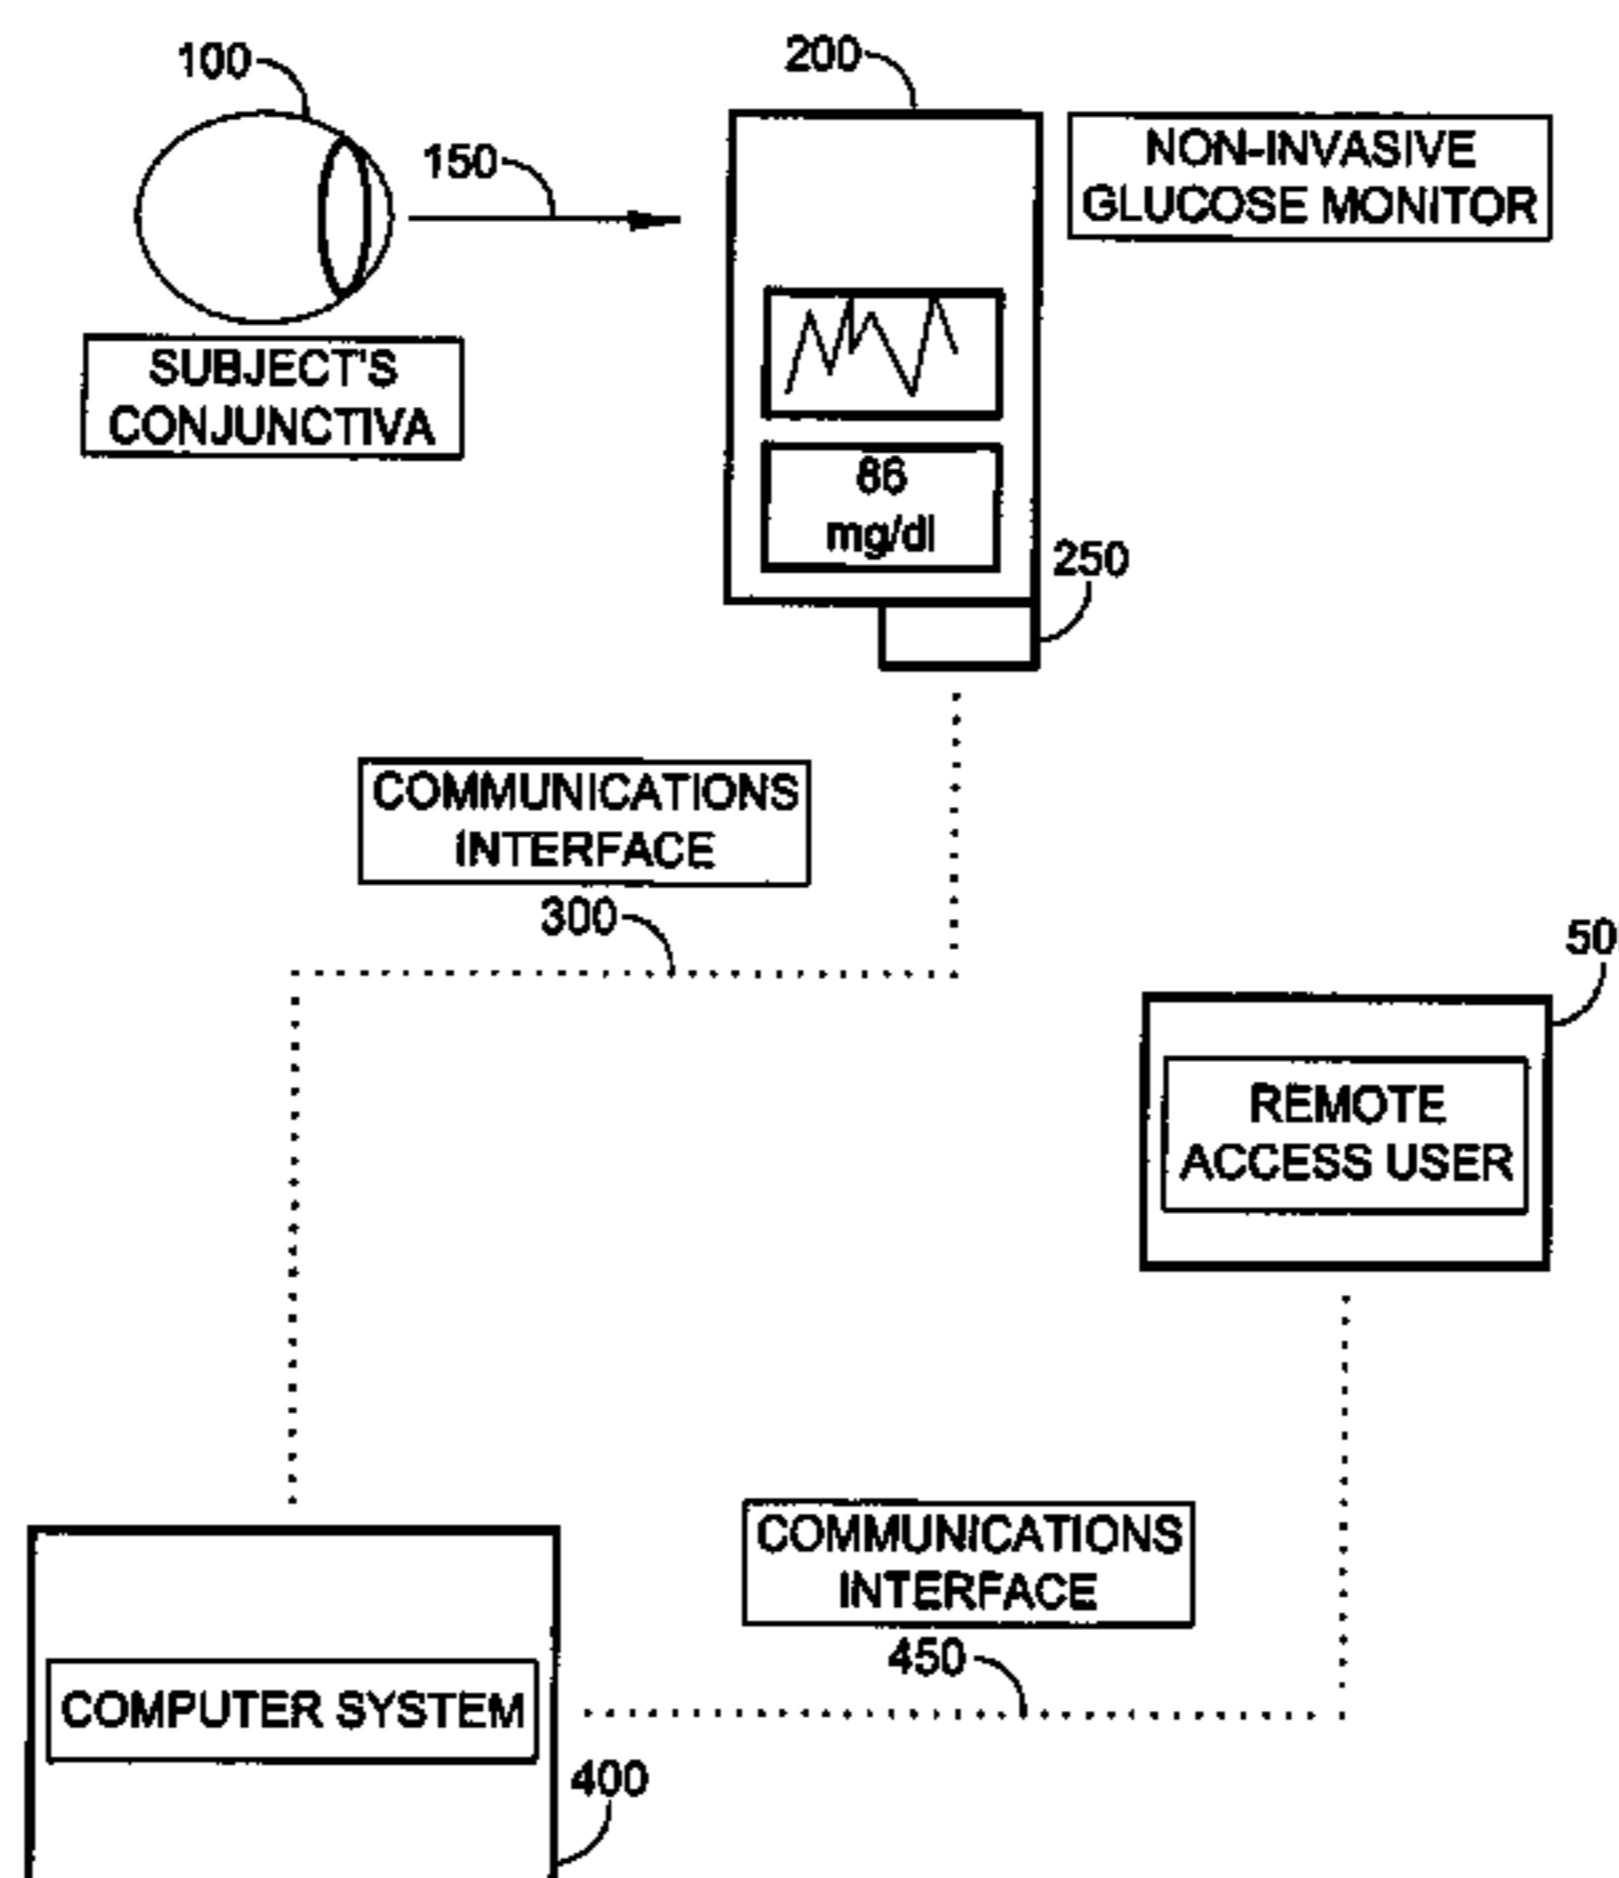 100
200
150
NON-INVASIVE
GLUCOSE MONITOR
SUBJECT'S
CONJUNCTIVA
86
mg/dl
250
COMMUNICATIONS
INTERFACE
300
50
REMOTE
ACCESS USER
COMMUNICATIONS
INTERFACE
450
COMPUTER SYSTEM
400